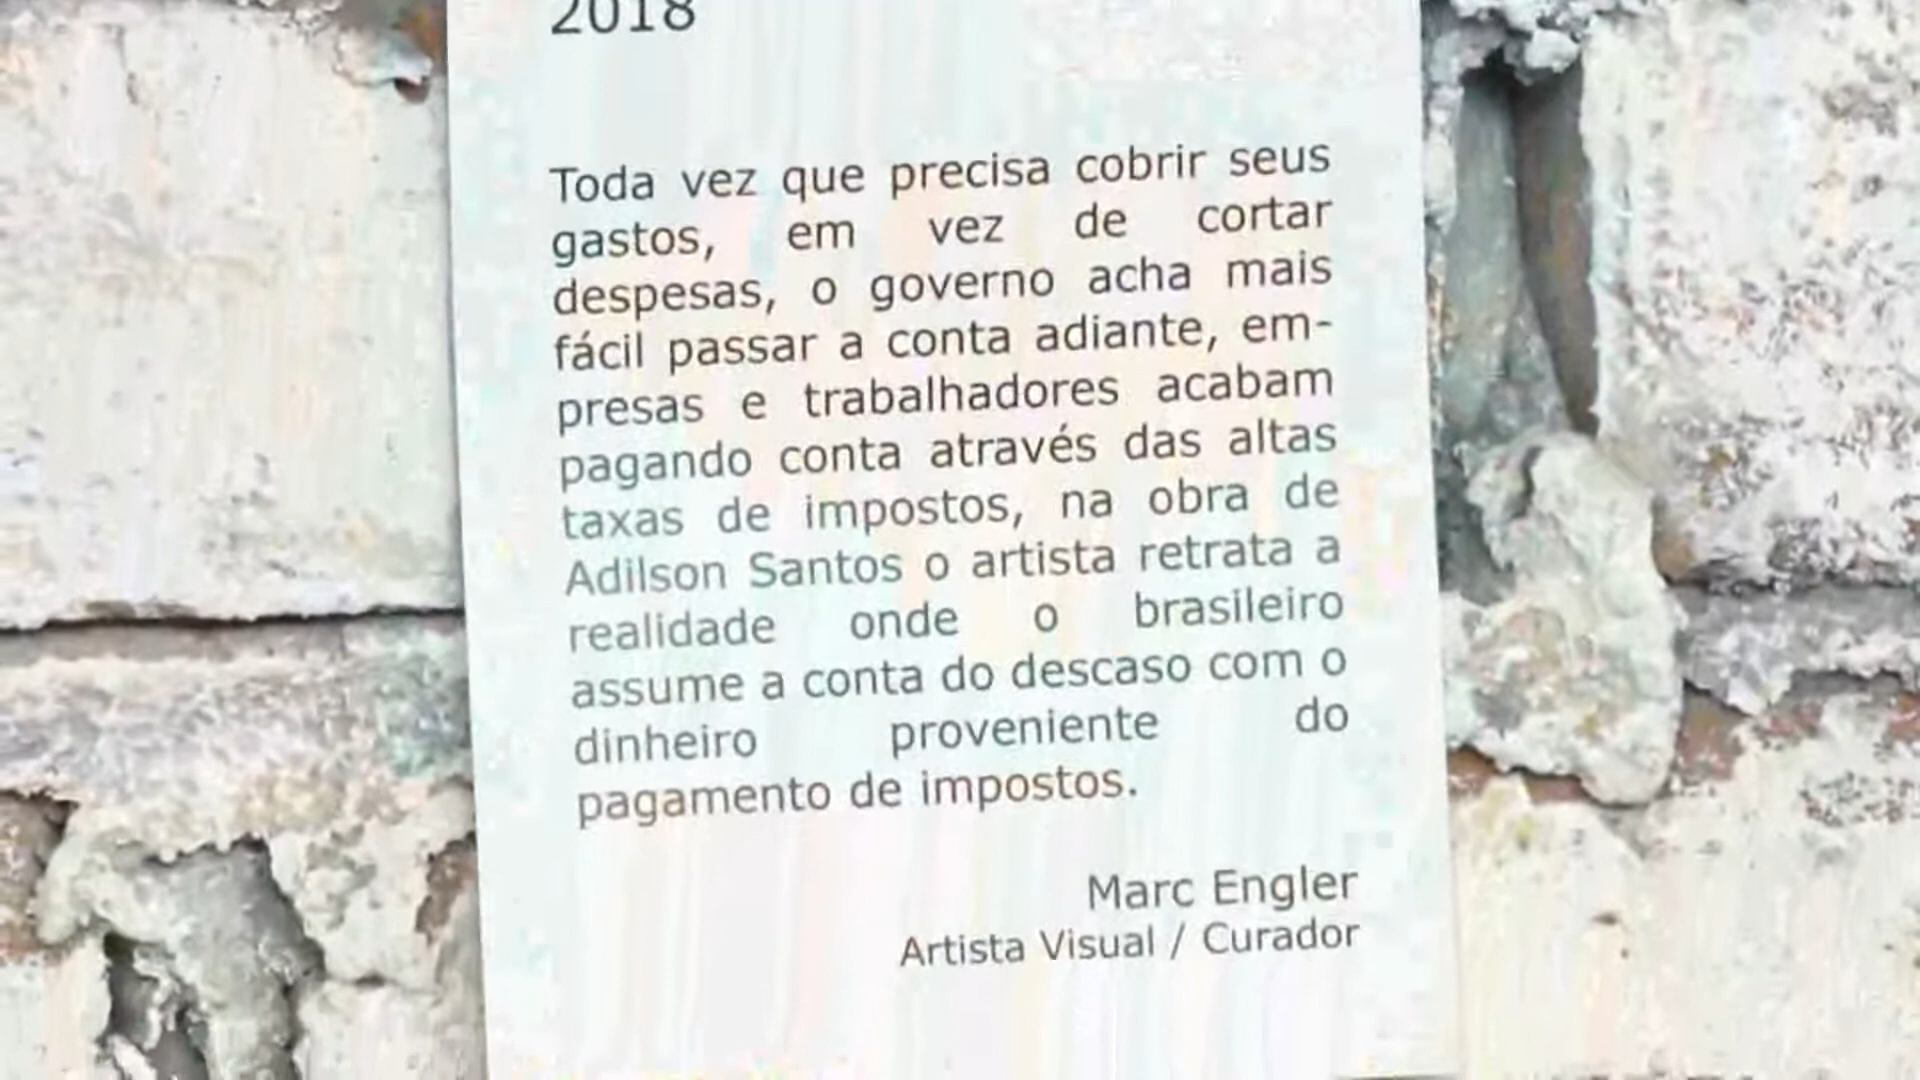 2018
Toda vez que precisa cobrir seus
gastos, em vez de cortar
despesas, o governo acha mais
fácil passar a conta adiante, em-
presas e trabalhadores acabam
pagando conta através das altas
taxas de impostos, na obra de
Adilson Santos o artista retrata a
realidade onde o brasileiro
assume a conta do descaso com o
dinheiro proveniente do
pagamento de impostos.
Marc Engler
Artista Visual / Curador